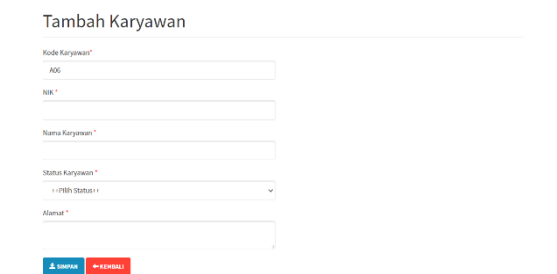 Tambah Karyawan
Kode Karyawan*
A06
NIK *
Nama Karyawan *
Status Karyawan *
++Pilih Status++
Alamat *
SIMPAN KEMBALI